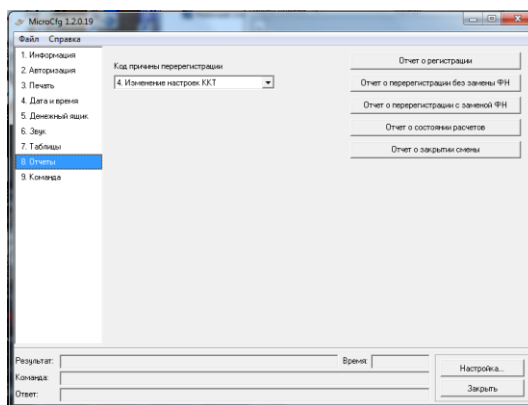 MicroCfg 1.2.0.19
Файл Справка
1. Информация
2. Авторизация
3. Печать
4. Дата и время
5. Денежный ящик
6. Звук
7. Таблицы
8. Отчеты
9. Команда
Код причины перерегистрации
4. Изменение настроек ККТ
Отчет о регистрации
Отчет о перерегистрации без замены ФН
Отчет о перерегистрации с заменой ФН
Отчет о состоянии расчетов
Отчет о закрытии смены
Результат:
Время:
Команда:
Ответ:
Настройка...
Закрыть